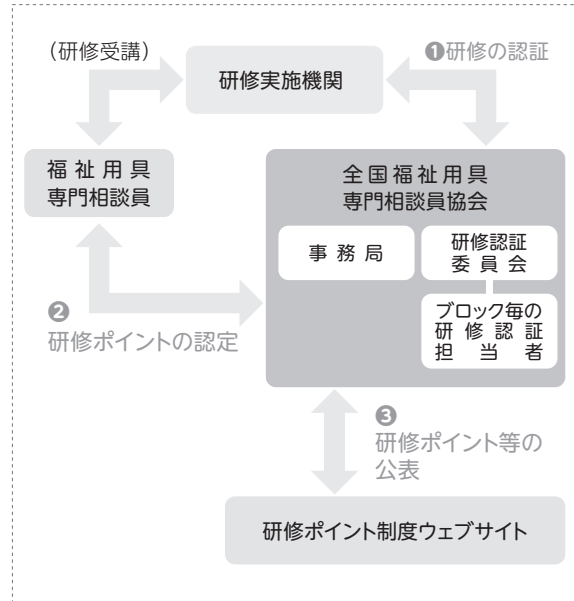 (研修受講)
研修実施機関
❶研修の認証
福祉用具
専門相談員
全国福祉用具
専門相談員協会
事務局
研修認証
委員会
ブロック毎の
研修認証
担当者
❷
研修ポイントの認定
❸
研修ポイント等の
公表
研修ポイント制度ウェブサイト